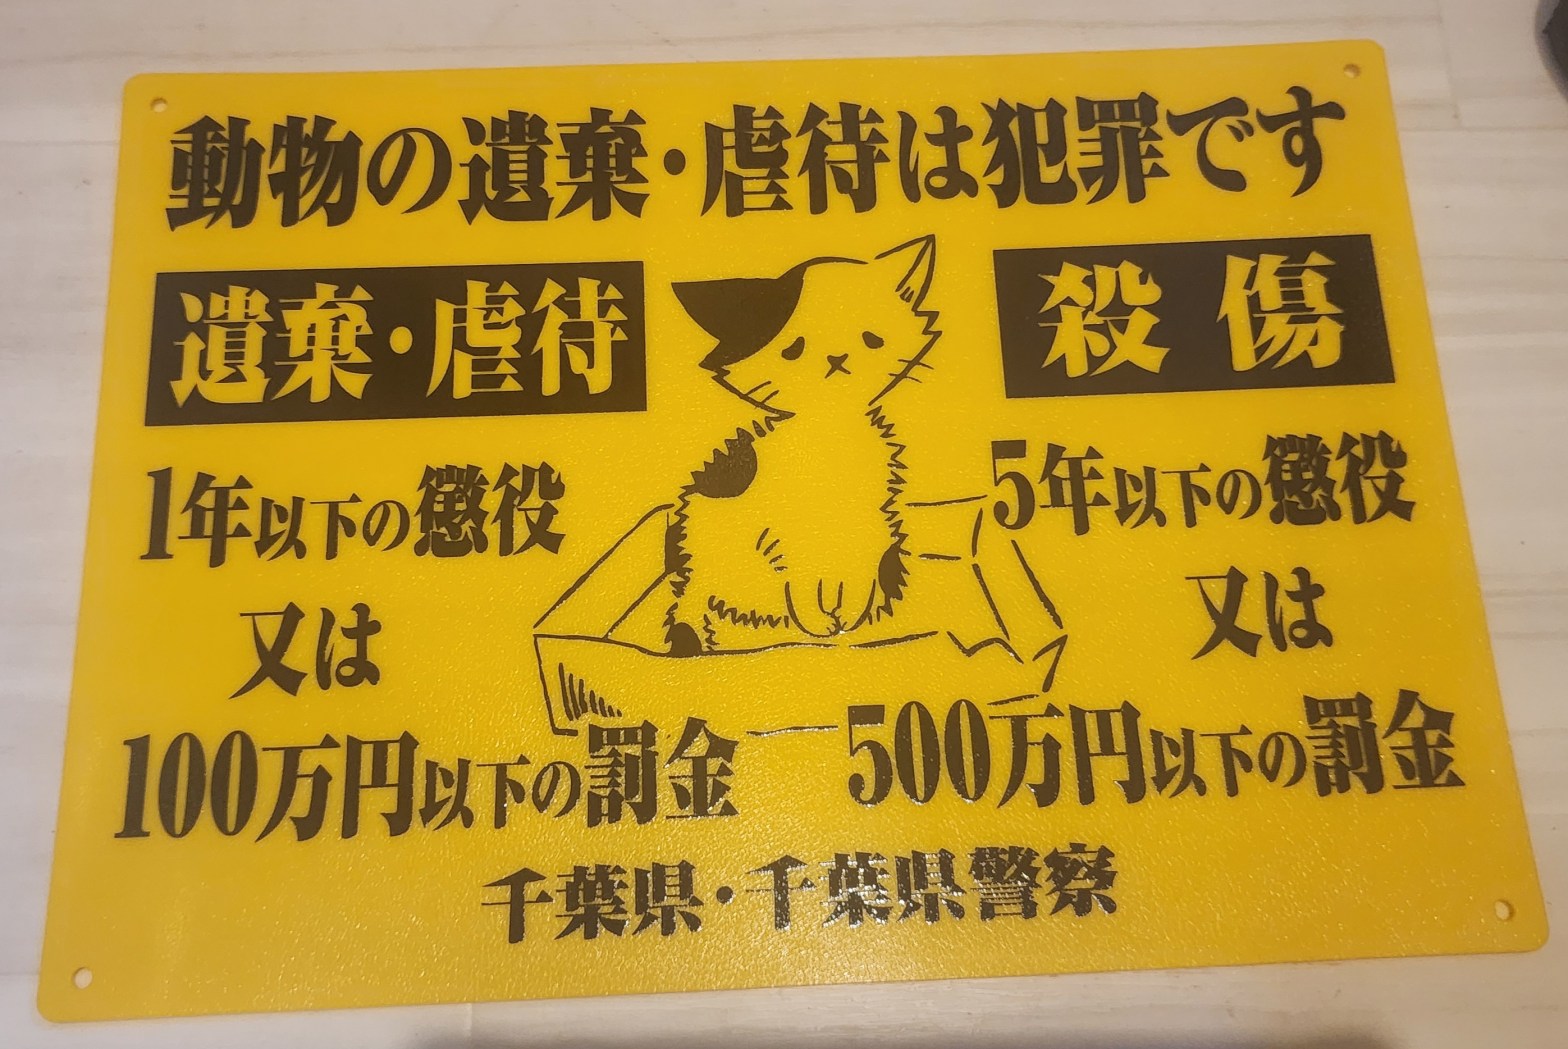 動物の遺棄・虐待は犯罪です
遺棄・虐待
1年以下の懲役
又は
100万円以下の罰金
殺傷
5年以下の懲役
又は
500万円以下の罰金
千葉県・千葉県警察